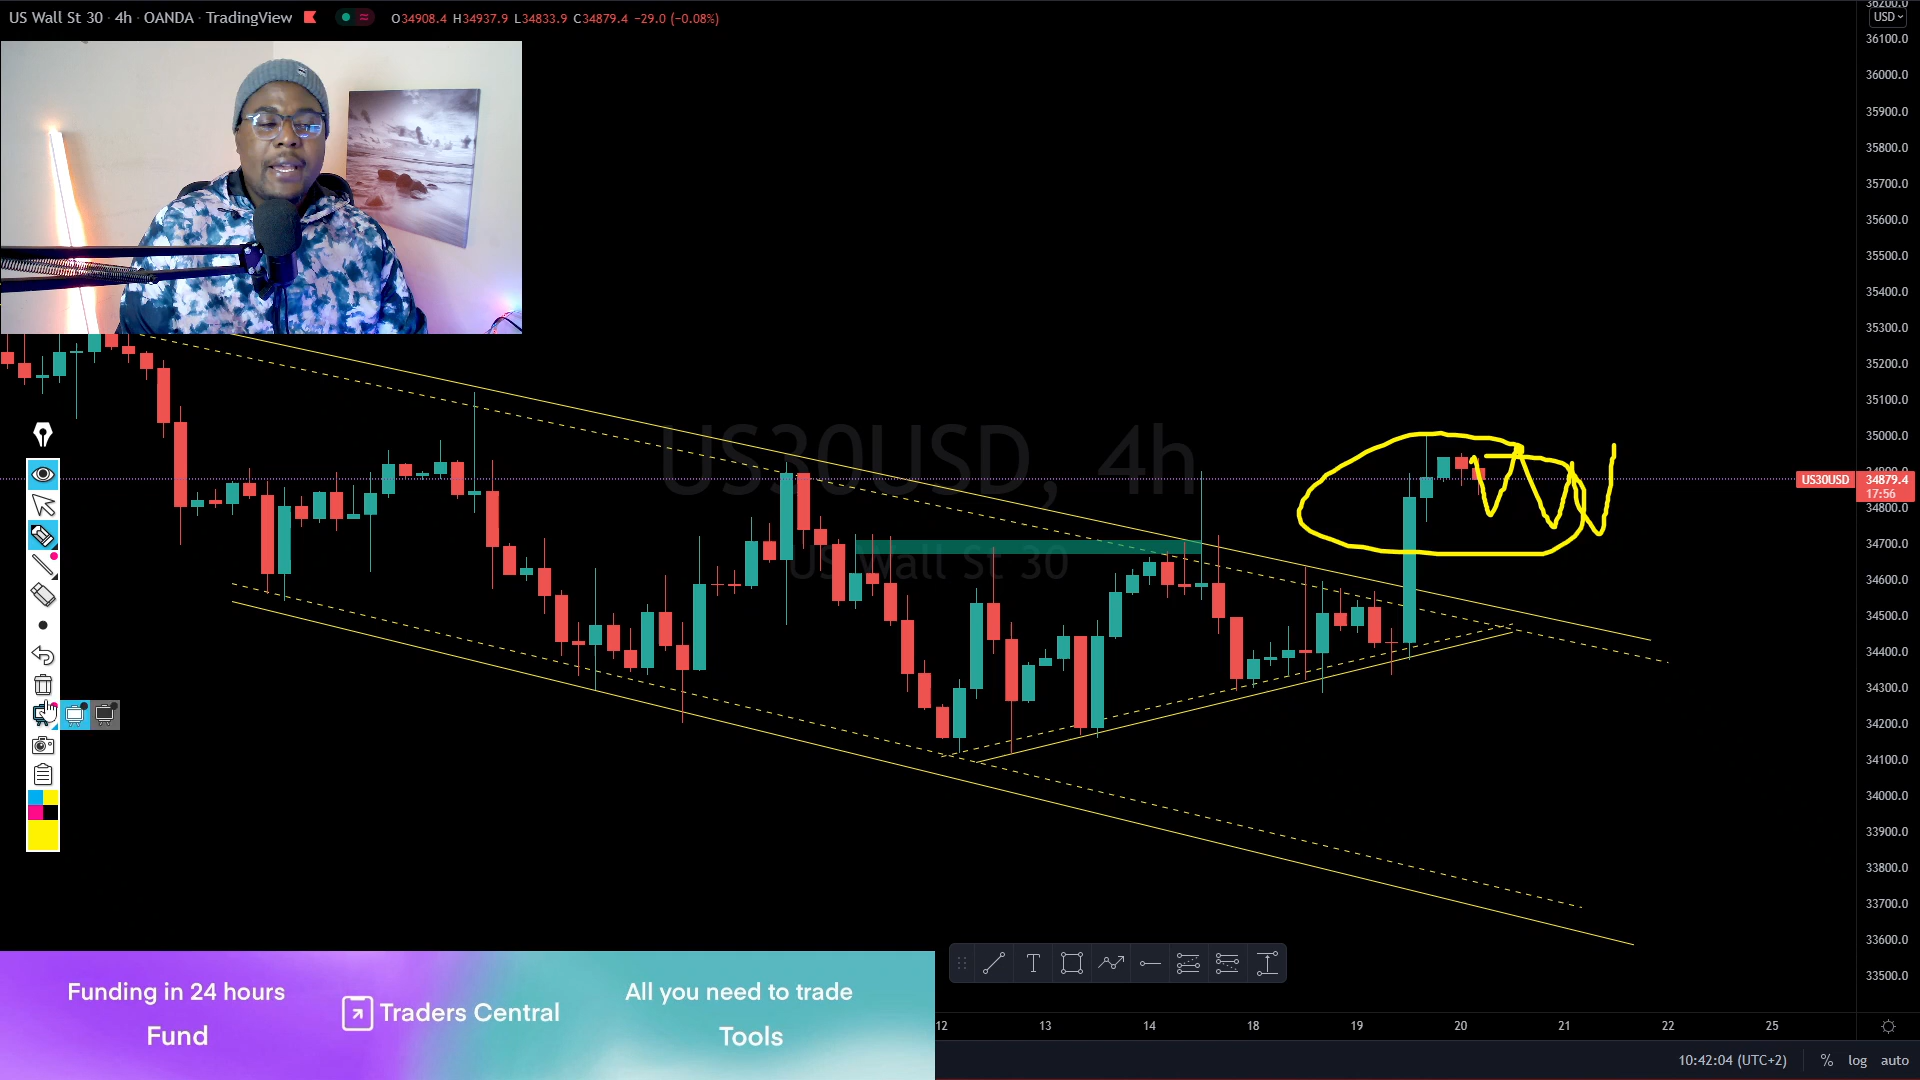 US Wall St 30 · 4h · OANDA · TradingView
O34908.4 H34937.9 L34833.9 C34879.4 −29.0 (−0.08%)
USD
36200.0
36100.0
36000.0
35900.0
35800.0
35700.0
35600.0
35500.0
35400.0
35300.0
35200.0
35100.0
35000.0
34900.0
US30USD 34879.4
17:56
34800.0
34700.0
34600.0
34500.0
34400.0
34300.0
34200.0
34100.0
34000.0
33900.0
33800.0
33700.0
33600.0
33500.0
US30USD, 4h
US Wall St 30
Funding in 24 hours
Fund
Traders Central
All you need to trade
Tools
T
12 13 14 18 19 20 21 22 25
10:42:04 (UTC+2) % log auto